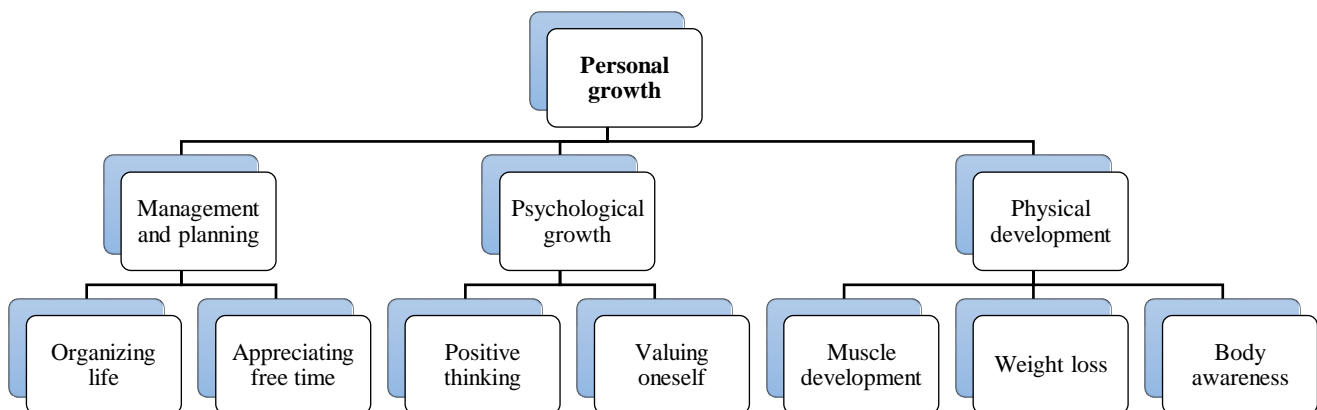 Personal
growth
Management
and planning
Psychological
growth
Physical
development
Organizing
life
Appreciating
free time
Positive
thinking
Valuing
oneself
Muscle
development
Weight loss
Body
awareness